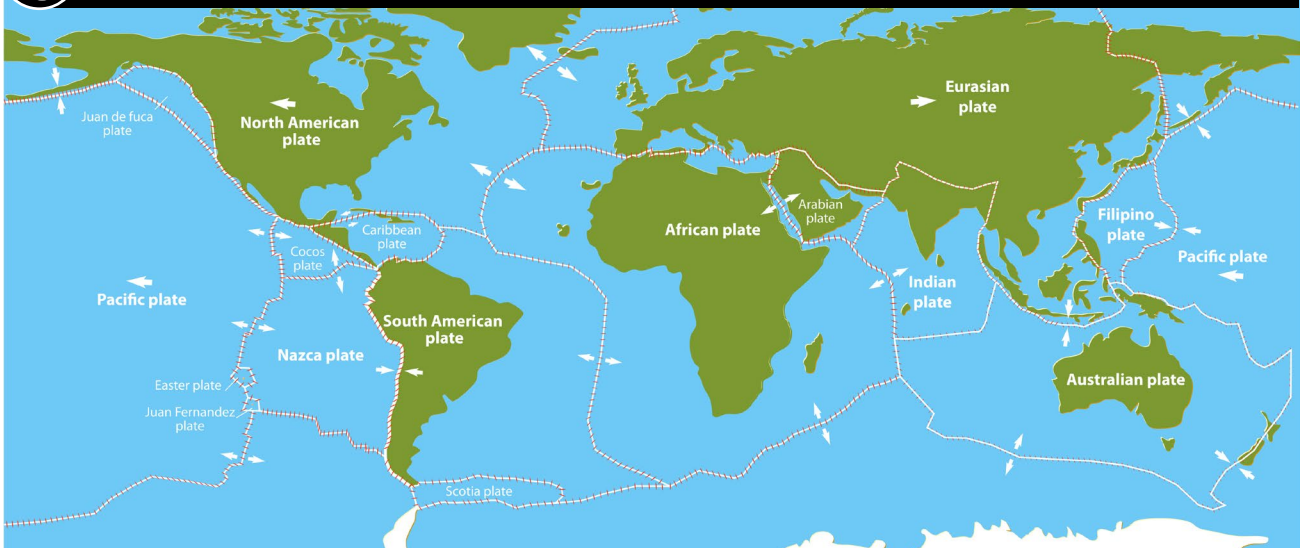 Juan de fuca
plate
North American
plate
Eurasian
plate
Caribbean
plate
Cocos
plate
African plate
Arabian
plate
Filipino
plate
Pacific plate
Indian
plate
Pacific plate
South American
plate
Nazca plate
Easter plate
Juan Fernandez
plate
Australian plate
Scotia plate